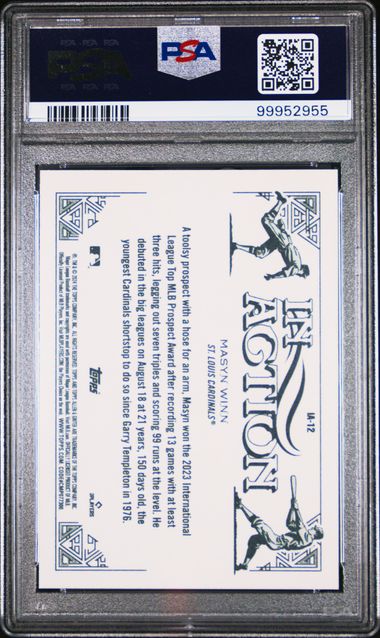 PSA
99952955
IA-12
IN
ACTION
MASYN WINN
ST. LOUIS CARDINALS®
A toolsy prospect with a hose for an arm, Masyn won the 2023 International
League Top MLB Prospect Award after recording 13 games with at least
three hits, legging out seven triples and scoring 99 runs at the level. He
debuted in the big leagues on August 18 at 21 years, 150 days old, the
youngest Cardinals shortstop to do so since Garry Templeton in 1976.
TOPPS
PLAYERS